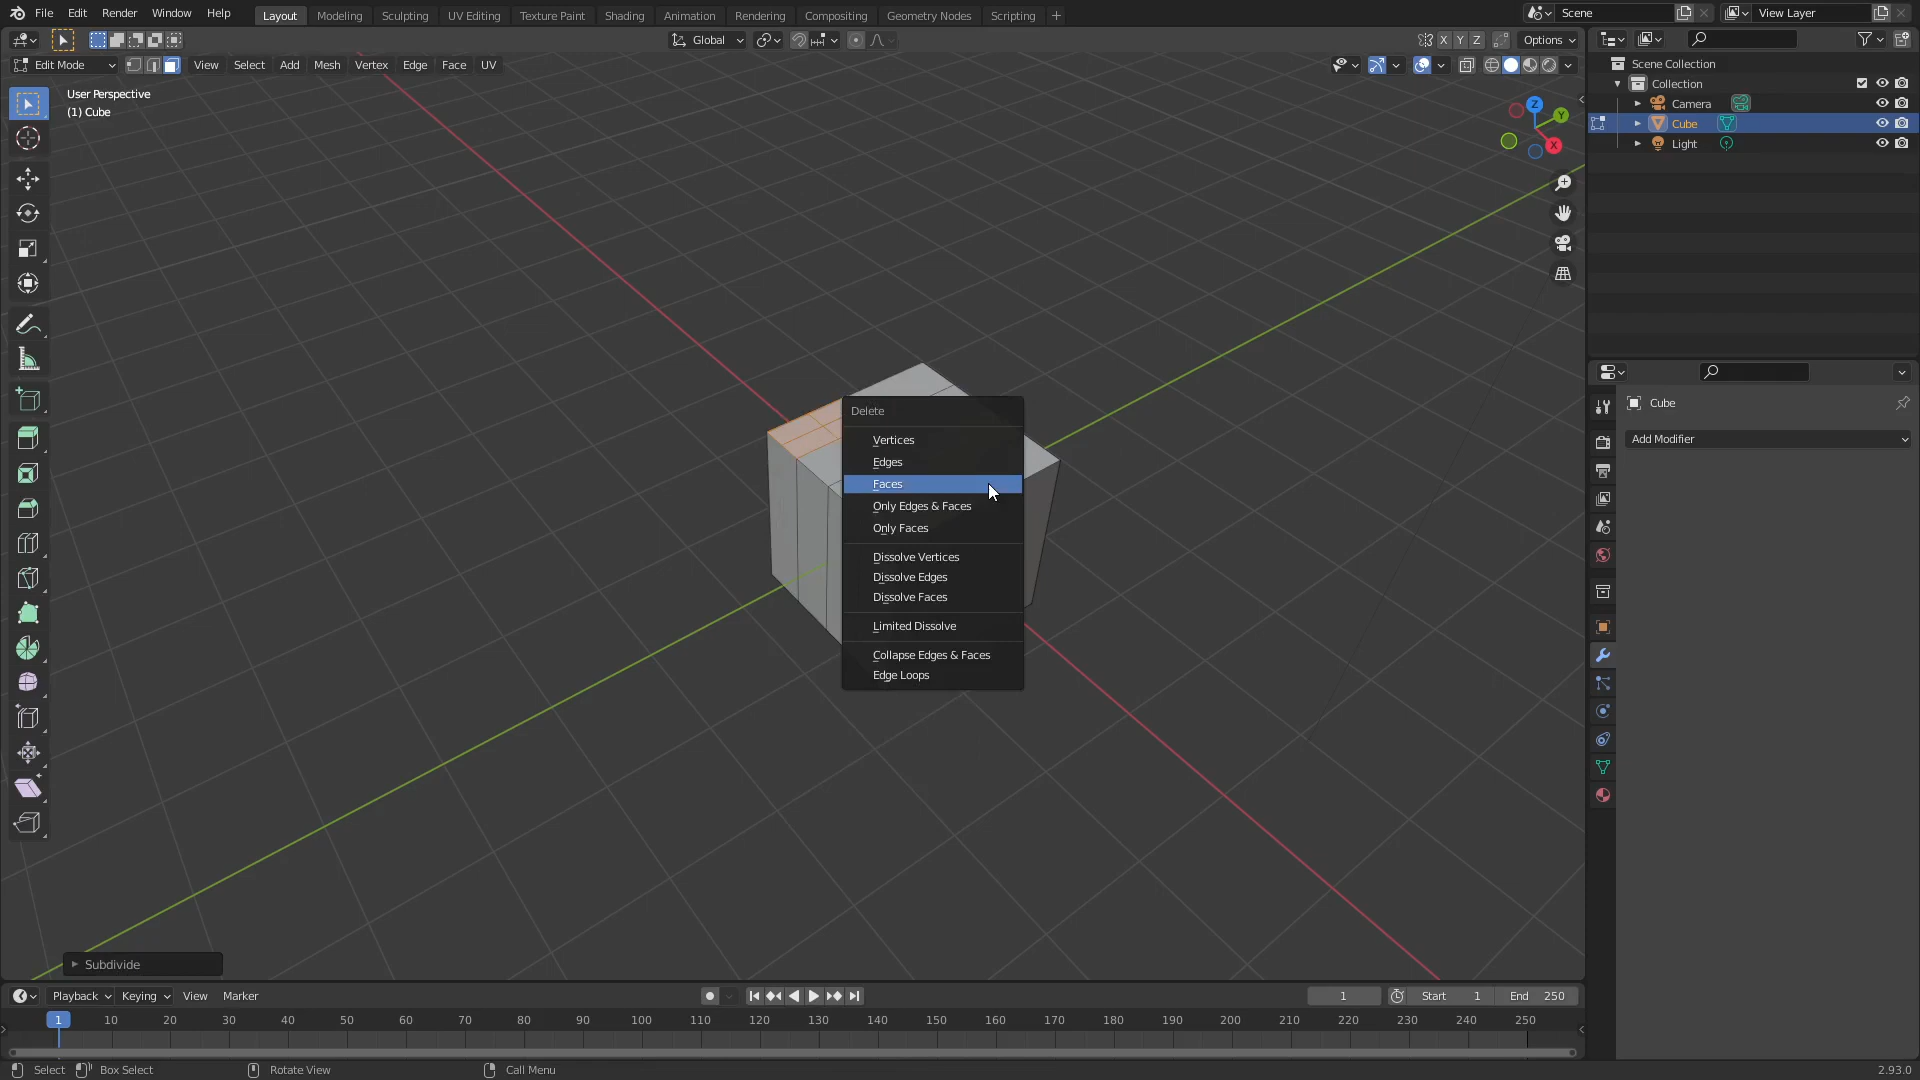 File Edit Render Window Help
Layout Modeling Sculpting UV Editing Texture Paint Shading Animation Rendering Compositing Geometry Nodes Scripting +
Scene
View Layer
Global
X Y Z
Options
Edit Mode
View Select Add Mesh Vertex Edge Face UV
User Perspective
(1) Cube
Z
Y
X
Scene Collection
Collection
Camera
Cube
Light
Cube
Add Modifier
Delete
Vertices
Edges
Faces
Only Edges & Faces
Only Faces
Dissolve Vertices
Dissolve Edges
Dissolve Faces
Limited Dissolve
Collapse Edges & Faces
Edge Loops
Subdivide
Playback Keying View Marker
1
Start 1
End 250
1 10 20 30 40 50 60 70 80 90 100 110 120 130 140 150 160 170 180 190 200 210 220 230 240 250
Select Box Select Rotate View Call Menu
2.93.0